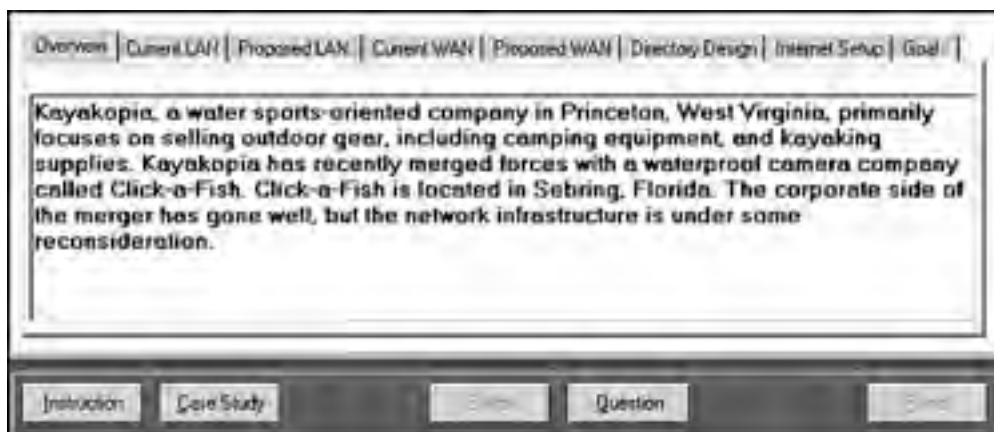 Overview Current LAN Proposed LAN Current WAN Proposed WAN Directory Design Internet Setup Goal
Kayakopia, a water sports-oriented company in Princeton, West Virginia, primarily
focuses on selling outdoor gear, including camping equipment, and kayaking
supplies. Kayakopia has recently merged forces with a waterproof camera company
called Click-a-Fish. Click-a-Fish is located in Sebring, Florida. The corporate side of
the merger has gone well, but the network infrastructure is under some
reconsideration.
Instruction Case Study Question